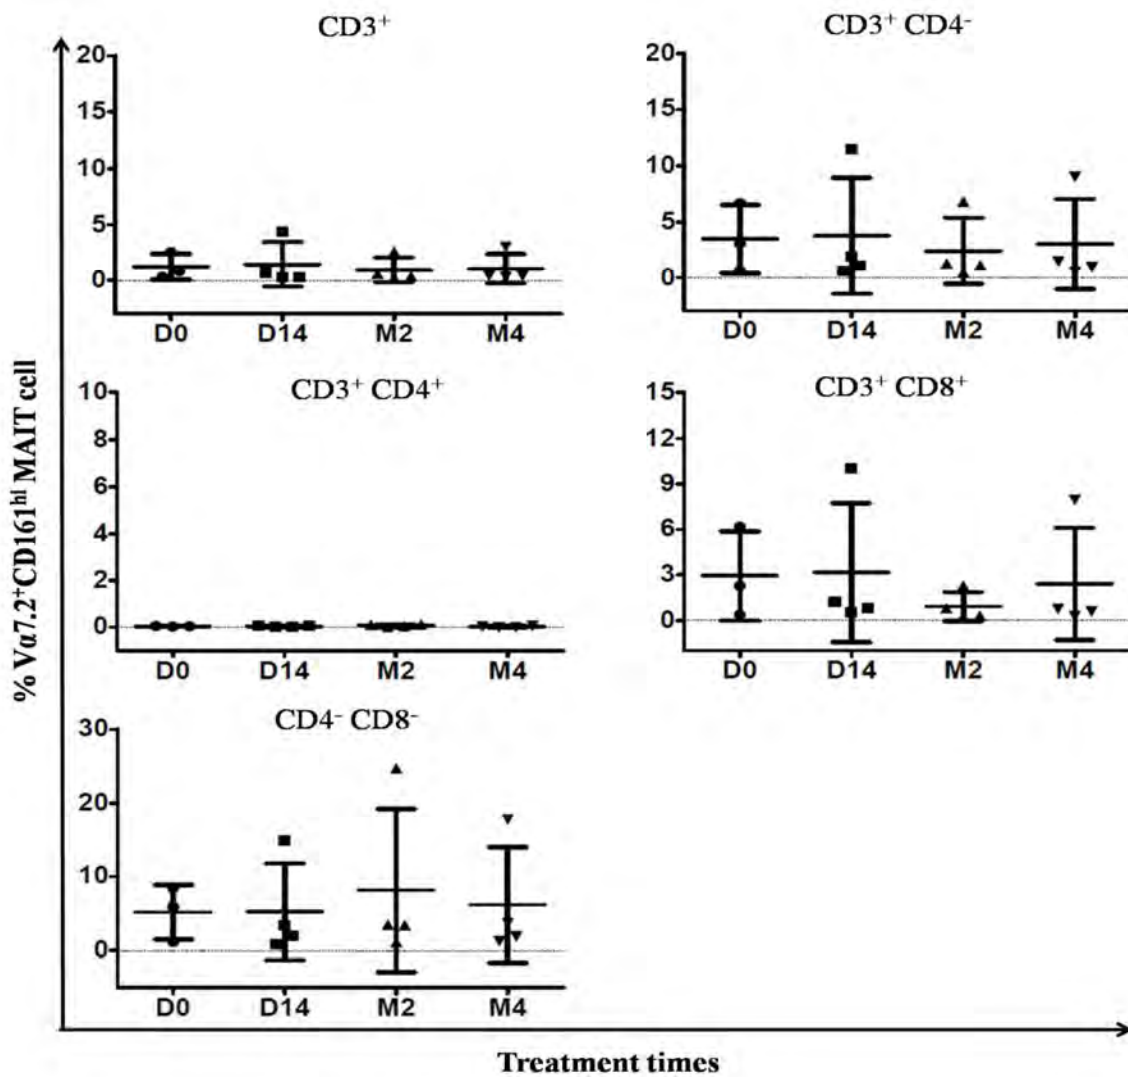 CD3⁺
20
15
10
5
0
D0 D14 M2 M4
CD3⁺ CD4⁻
20
15
10
5
0
D0 D14 M2 M4
CD3⁺ CD4⁺
10
8
6
4
2
0
D0 D14 M2 M4
CD3⁺ CD8⁺
15
12
9
6
3
0
D0 D14 M2 M4
CD4⁻ CD8⁻
30
20
10
0
D0 D14 M2 M4
% Vα7.2⁺CD161ʰⁱ MAIT cell
Treatment times